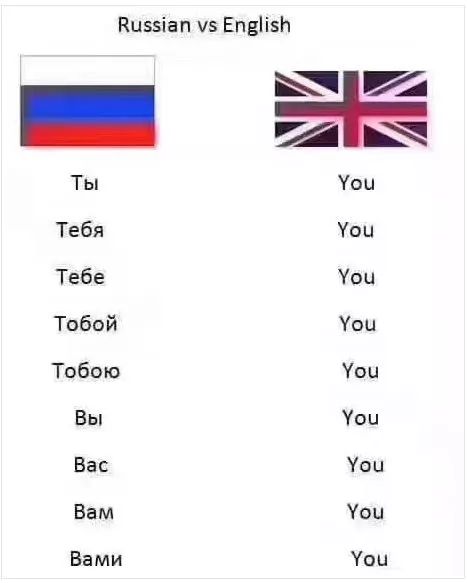 Russian vs English
Ты You
Тебя You
Тебе You
Тобой You
Тобою You
Вы You
Вас You
Вам You
Вами You